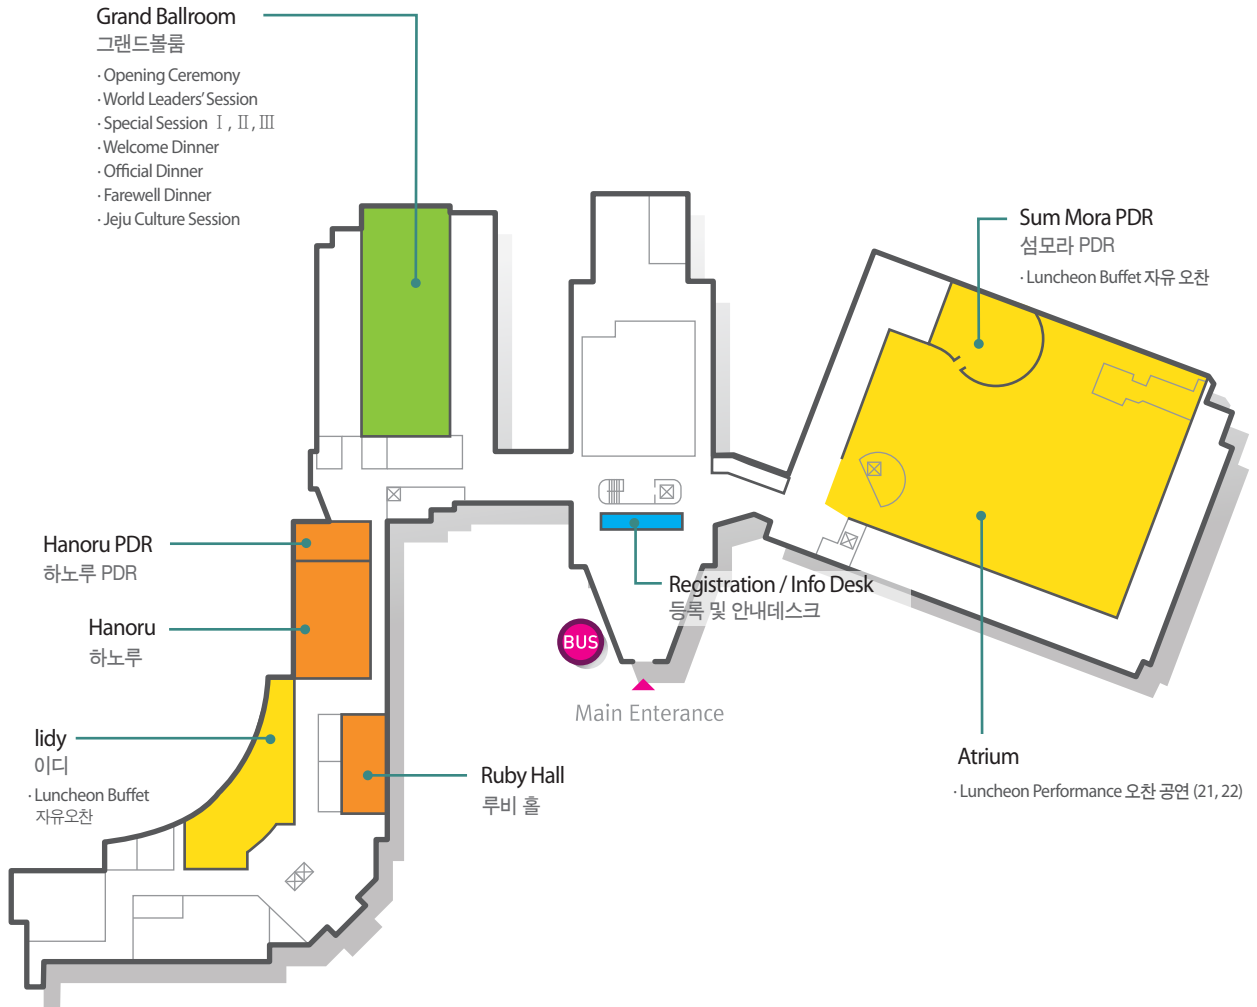 Grand Ballroom
그랜드볼룸
· Opening Ceremony
· World Leaders' Session
· Special Session Ⅰ, Ⅱ, Ⅲ
· Welcome Dinner
· Official Dinner
· Farewell Dinner
· Jeju Culture Session
Sum Mora PDR
섬모라 PDR
· Luncheon Buffet 자유 오찬
Hanoru PDR
하노루 PDR
Hanoru
하노루
Registration / Info Desk
등록 및 안내데스크
BUS
Main Enterance
lidy
이디
· Luncheon Buffet
자유오찬
Ruby Hall
루비 홀
Atrium
· Luncheon Performance 오찬 공연 (21, 22)